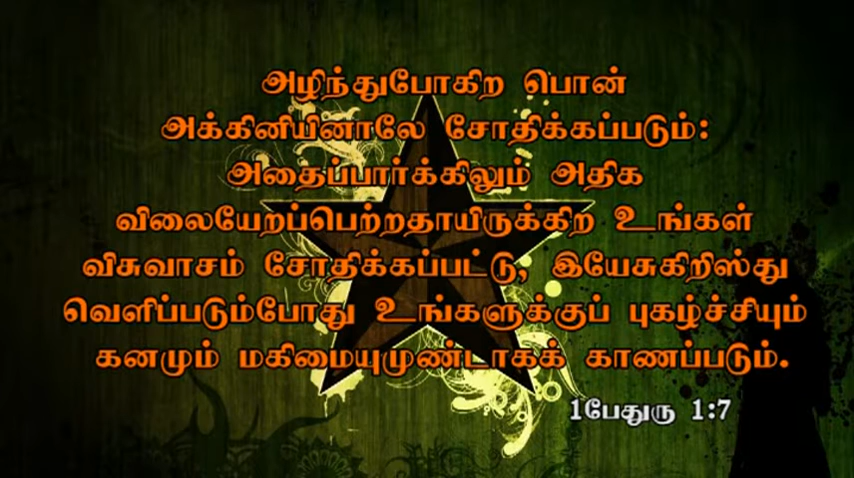 அழிந்துபோகிற பொன்
அக்கினியினாலே சோதிக்கப்படும்:
அதைப்பார்க்கிலும் அதிக
விலையேறப்பெற்றதாயிருக்கிற உங்கள்
விசுவாசம் சோதிக்கப்பட்டு, இயேசுகிறிஸ்து
வெளிப்படும்போது உங்களுக்குப் புகழ்ச்சியும்
கனமும் மகிமையுமுண்டாகக் காணப்படும்.
1பேதுரு 1:7